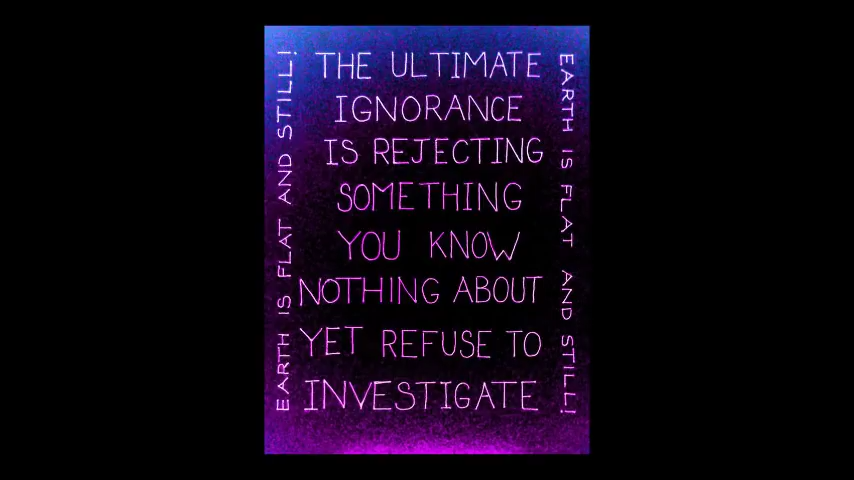 EARTH IS FLAT AND STILL!
THE ULTIMATE
IGNORANCE
IS REJECTING
SOMETHING
YOU KNOW
NOTHING ABOUT
YET REFUSE TO
INVESTIGATE
EARTH IS FLAT AND STILL!